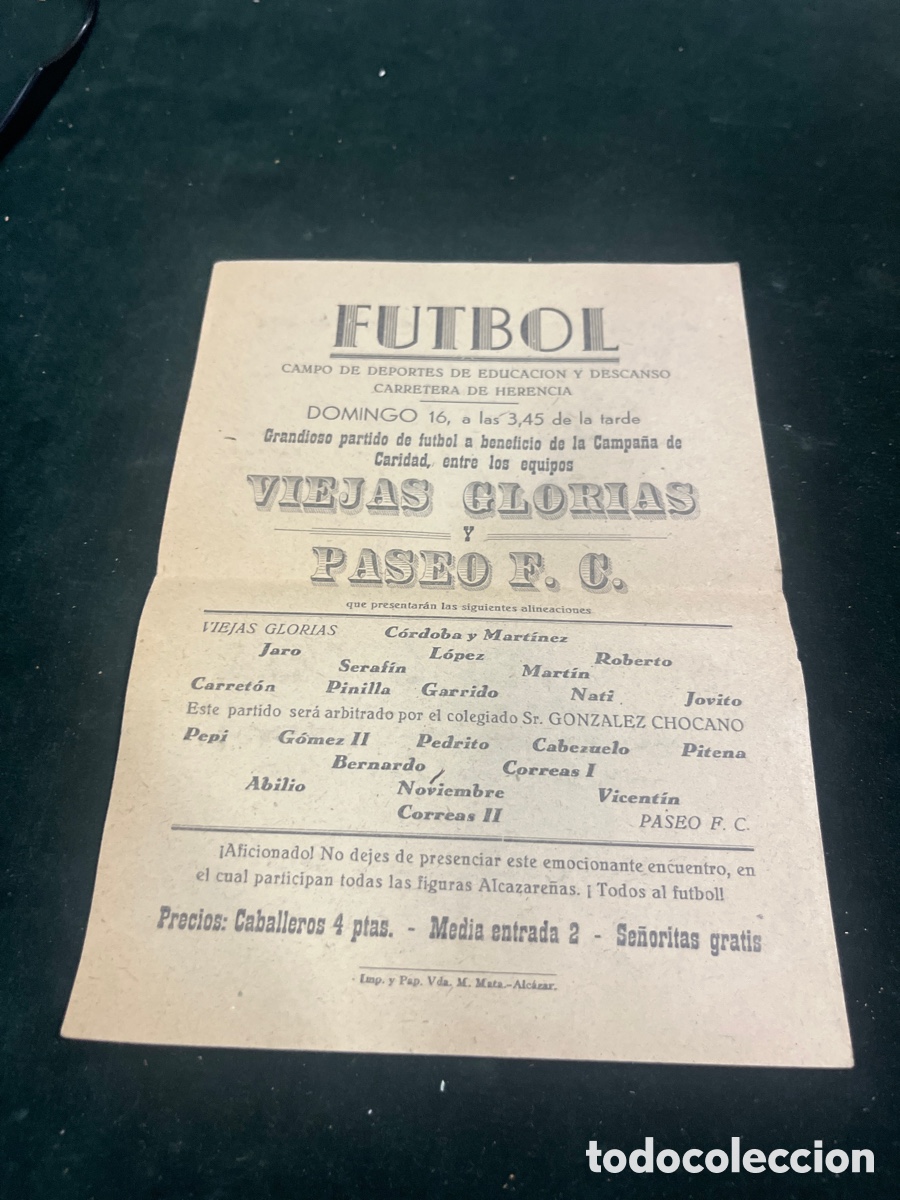 FUTBOL
CAMPO DE DEPORTES DE EDUCACION Y DESCANSO
CARRETERA DE HERENCIA
DOMINGO 16, a las 3,45 de la tarde
Grandioso partido de futbol a beneficio de la Campaña de
Caridad, entre los equipos
VIEJAS GLORIAS
Y
PASEO F. C.
que presentarán las siguientes alineaciones
VIEJAS GLORIAS Córdoba y Martínez
Jaro López Roberto
Serafín Martín
Carretón Pinilla Garrido Nati Jovito
Este partido será arbitrado por el colegiado Sr. GONZALEZ CHOCANO
Pepi Gómez II Pedrito Cabezuelo Pitena
Bernardo Correas I
Abilio Noviembre Vicentín
Correas II PASEO F. C.
¡Aficionado! No dejes de presenciar este emocionante encuentro, en
el cual participan todas las figuras Alcazareñas. ¡Todos al futbol!
Precios: Caballeros 4 ptas. - Media entrada 2 - Señoritas gratis
Imp. y Pap. Vda. M. Mata.-Alcázar.
todocoleccion